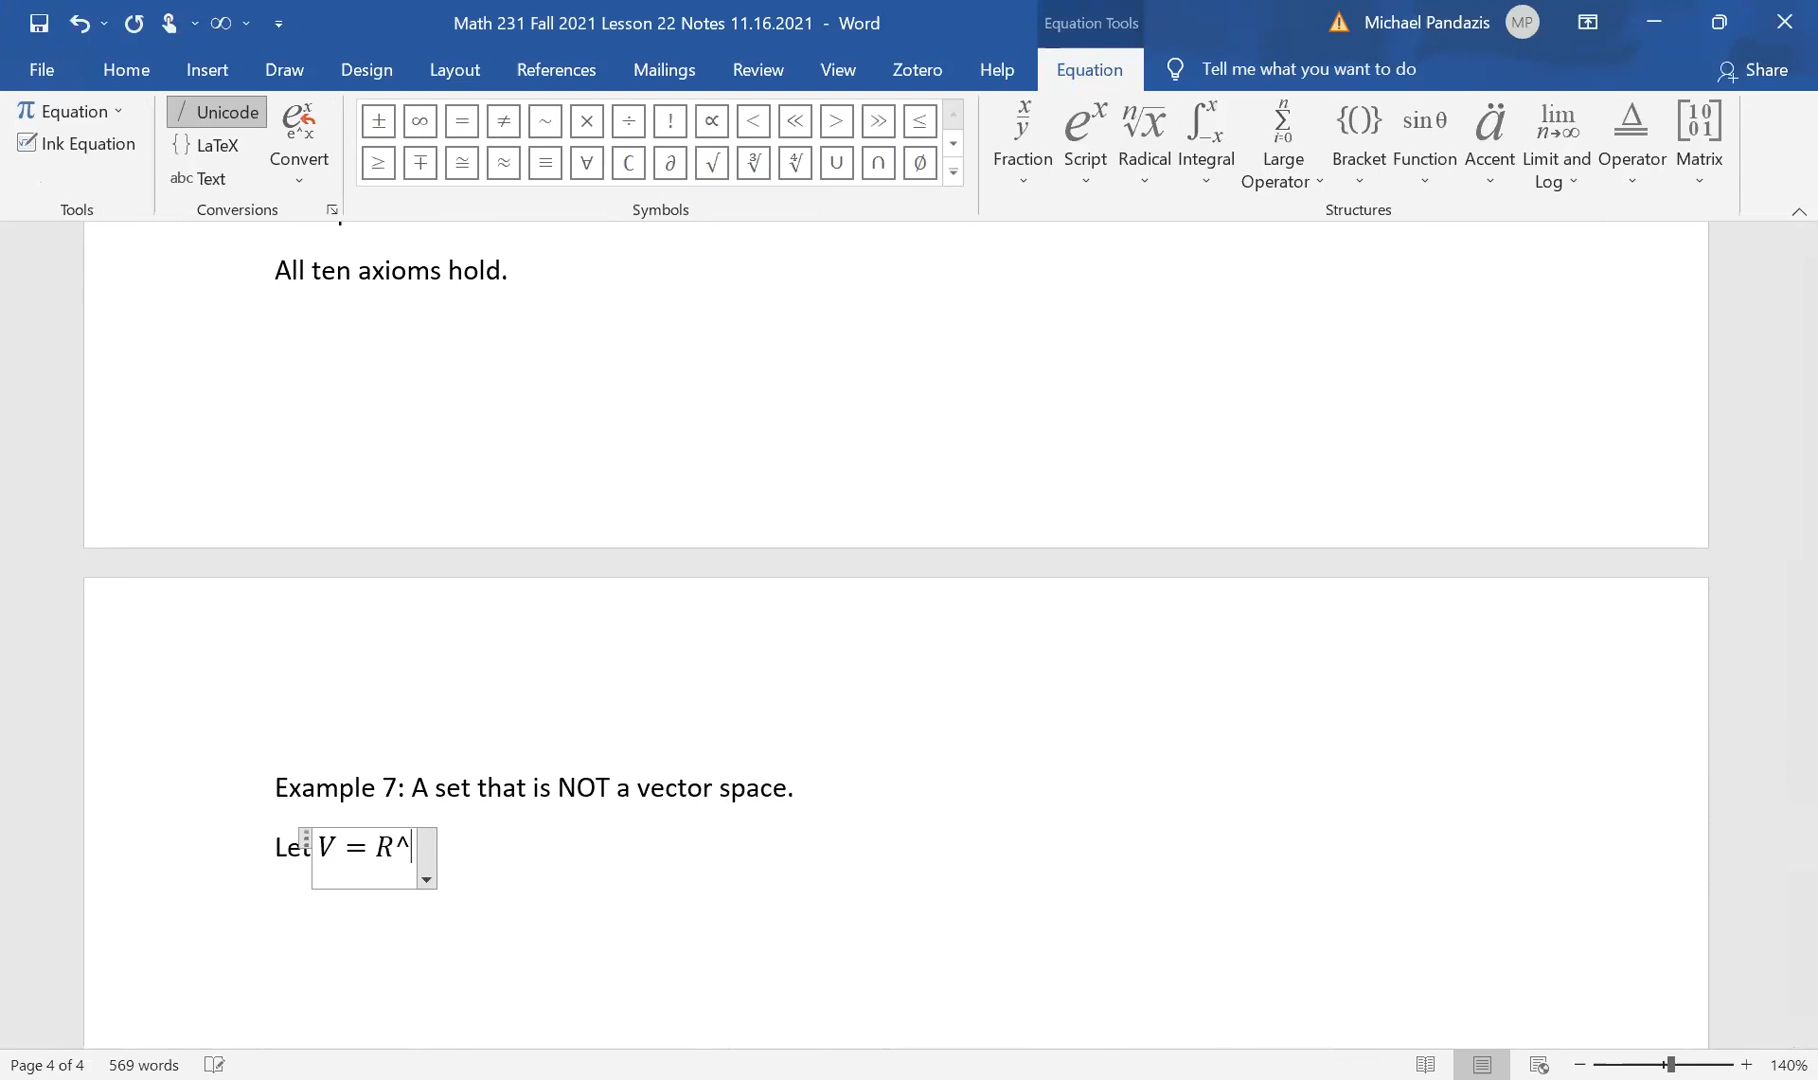 Math 231 Fall 2021 Lesson 22 Notes 11.16.2021 - Word
Equation Tools
Michael Pandazis
MP
File Home Insert Draw Design Layout References Mailings Review View Zotero Help Equation Tell me what you want to do Share
π Equation
Ink Equation
Tools
Unicode
{} LaTeX
abc Text
e^x
Convert
Conversions
± ∞ = ≠ ~ × ÷ ! ∝ < ≪ > ≫ ≤
≥ ∓ ≅ ≈ ≡ ∀ ∁ ∂ √ ∛ ∜ ∪ ∩ ∅
Symbols
Fraction Script Radical Integral Large Operator Bracket Function Accent Limit and Log Operator Matrix
Structures
All ten axioms hold.
Example 7: A set that is NOT a vector space.
Let V = R^
Page 4 of 4 569 words
140%